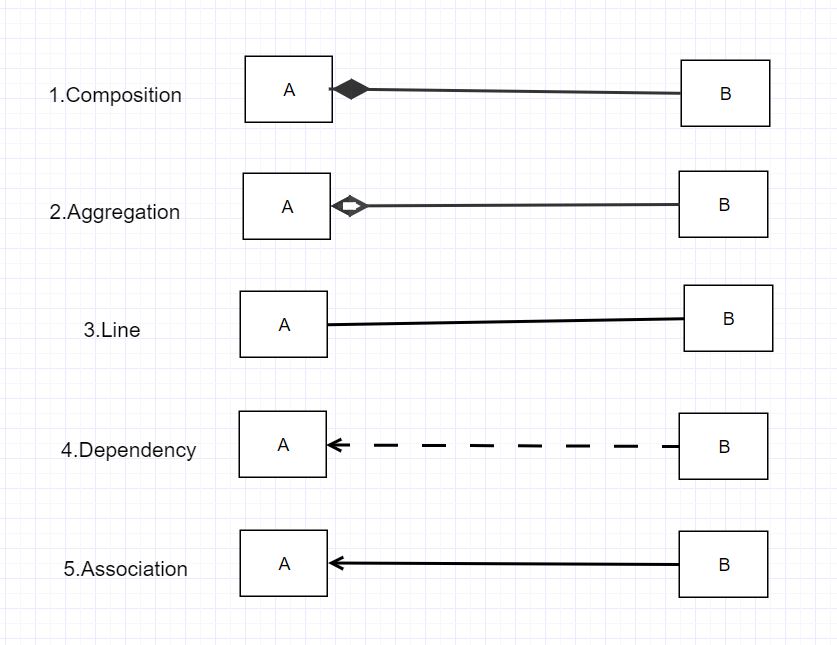 1.Composition A B
2.Aggregation A B
3.Line A B
4.Dependency A B
5.Association A B